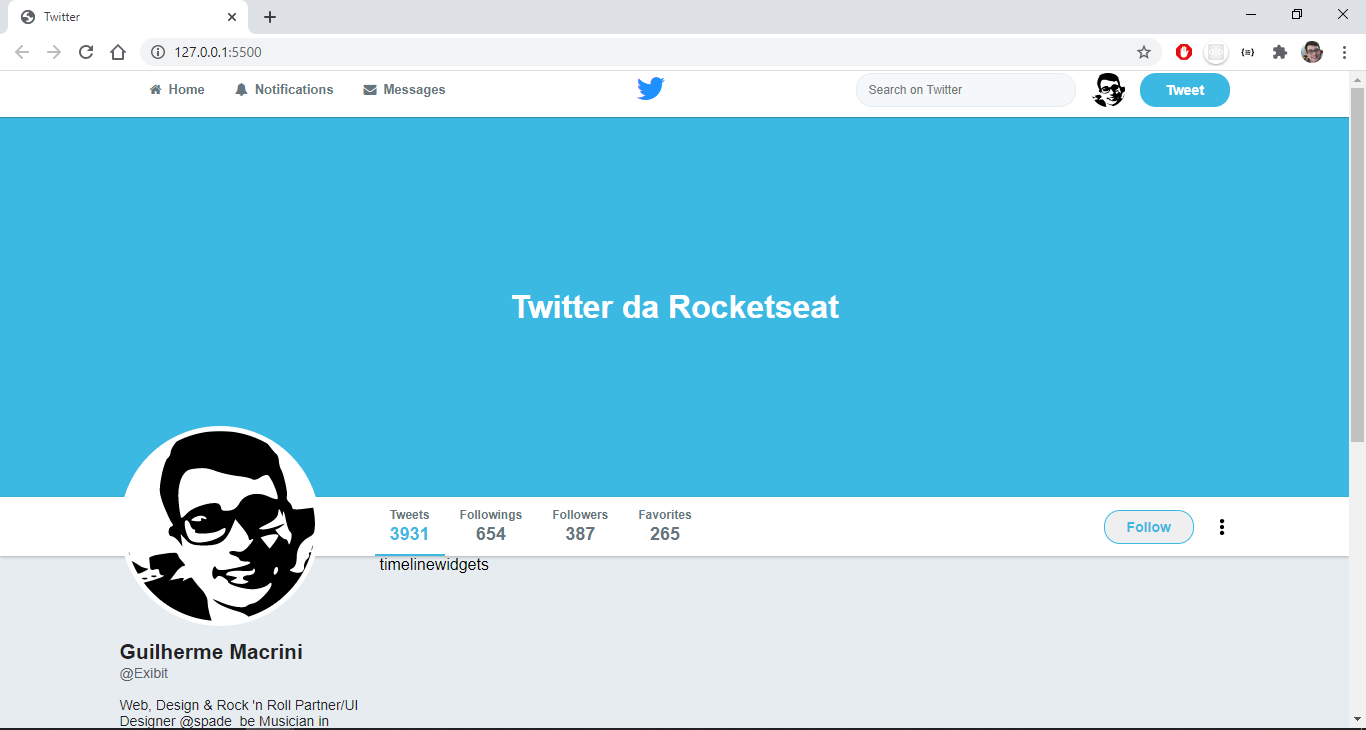 Twitter
127.0.0.1:5500
Home Notifications Messages Search on Twitter Tweet
Twitter da Rocketseat
Tweets Followings Followers Favorites
3931 654 387 265
Follow
timelinewidgets
Guilherme Macrini
@Exibit
Web, Design & Rock 'n Roll Partner/UI
Designer @spade_be Musician in